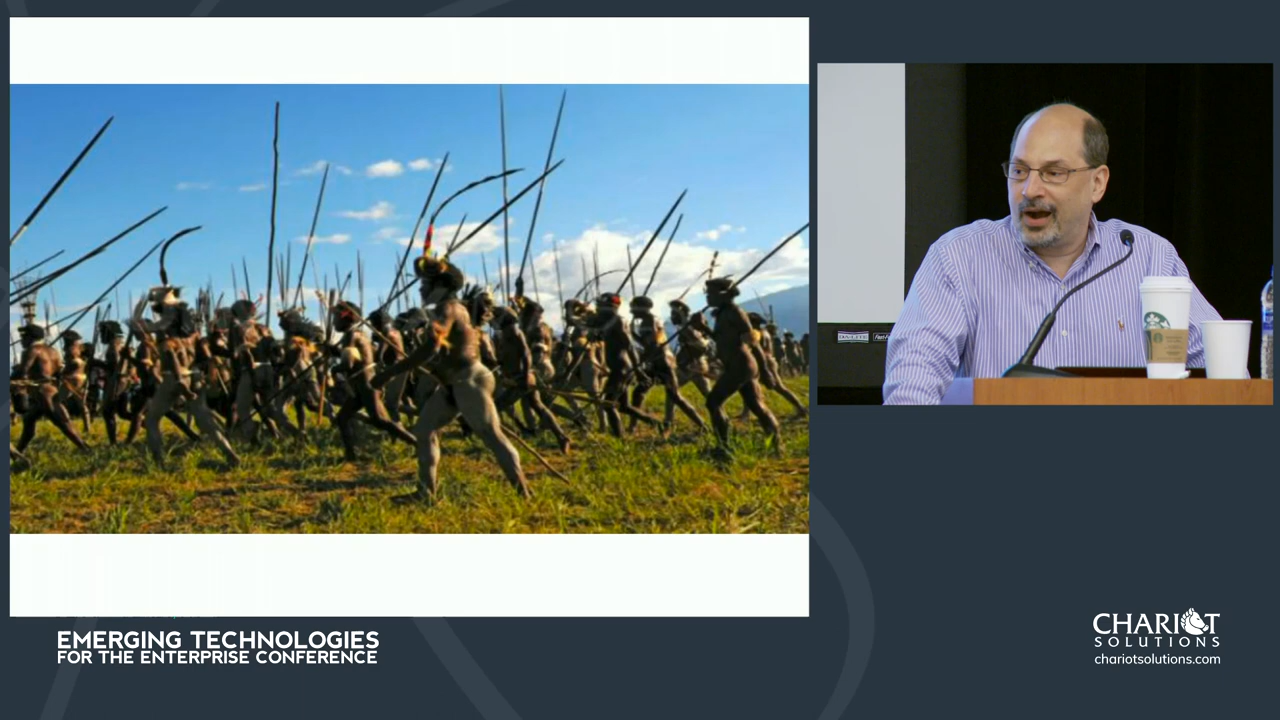 EMERGING TECHNOLOGIES
FOR THE ENTERPRISE CONFERENCE
CHARIOT
SOLUTIONS
chariotsolutions.com